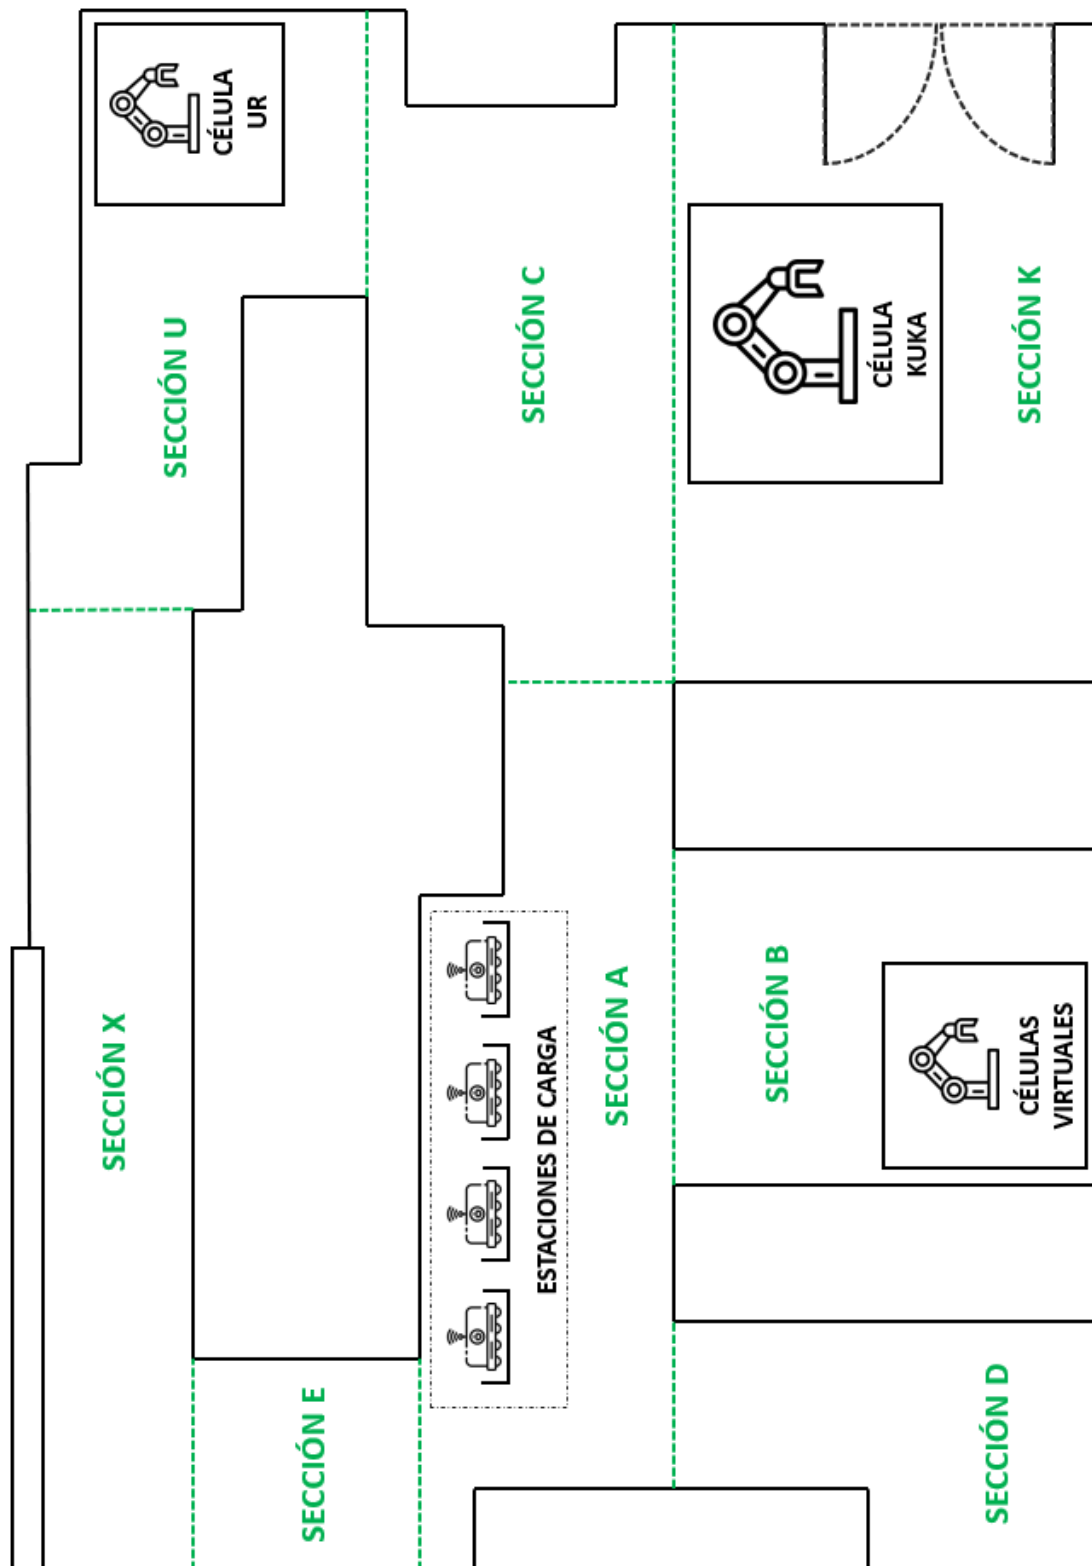 CÉLULA
UR
SECCIÓN U
SECCIÓN C
CÉLULA
KUKA
SECCIÓN K
SECCIÓN X
ESTACIONES DE CARGA
SECCIÓN A
SECCIÓN B
CÉLULAS
VIRTUALES
SECCIÓN E
SECCIÓN D